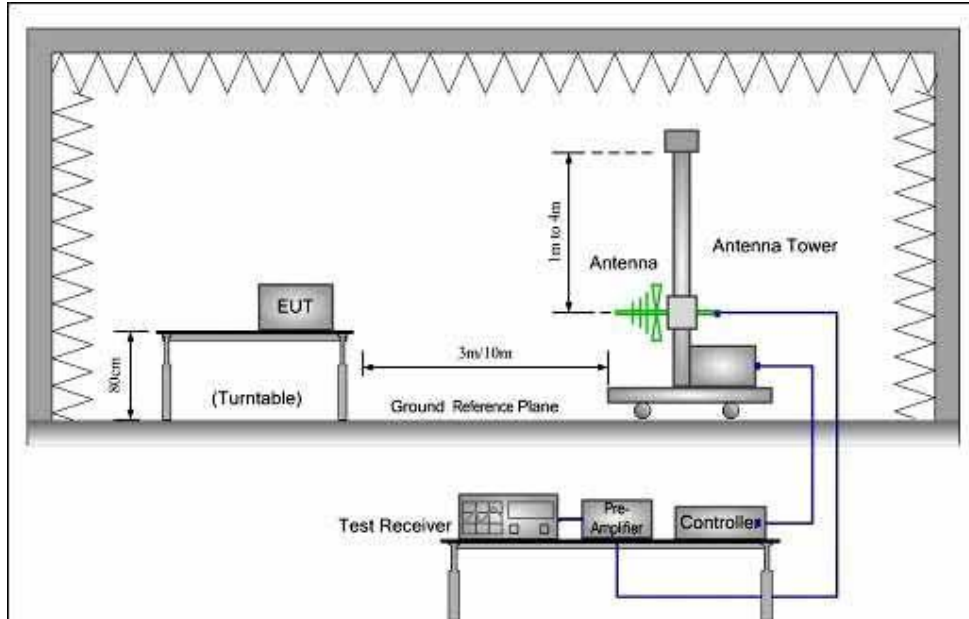 1m to 4m
Antenna Tower
Antenna
EUT
80cm
3m/10m
(Turntable)
Ground Reference Plane
Test Receiver
Pre-
Amplifier
Controller